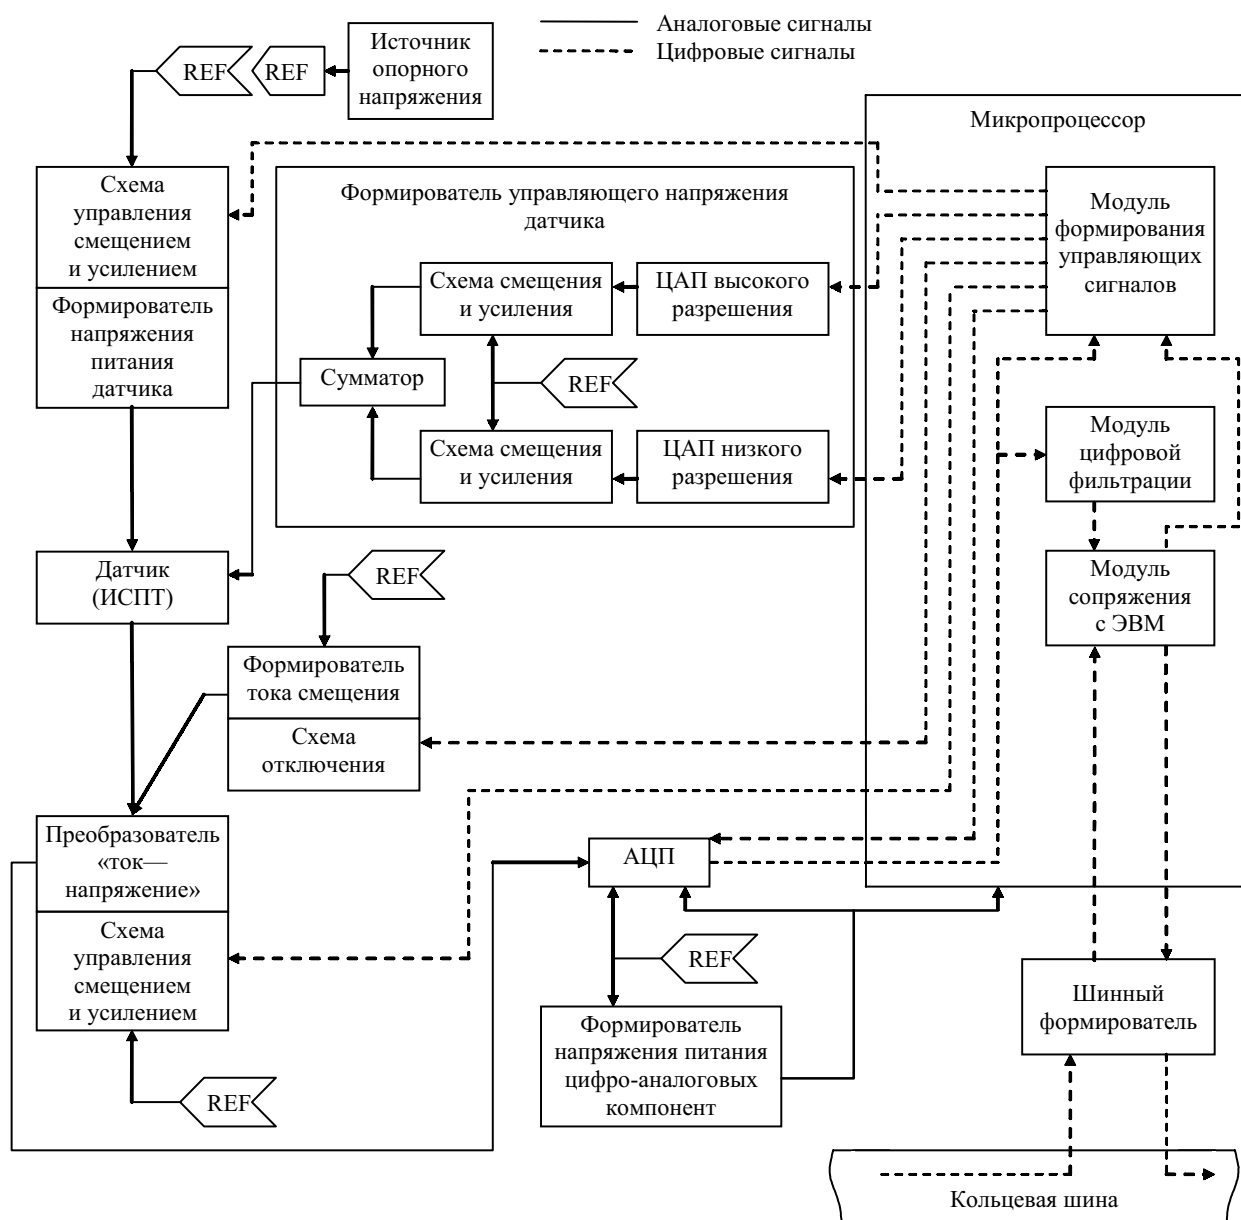 Аналоговые сигналы
Цифровые сигналы
REF
REF
Источник
опорного
напряжения
Микропроцессор
Схема
управления
смещением
и усилением
Формирователь
напряжения
питания
датчика
Формирователь управляющего напряжения
датчика
Схема смещения
и усиления
ЦАП высокого
разрешения
Сумматор
REF
Схема смещения
и усиления
ЦАП низкого
разрешения
Модуль
формирования
управляющих
сигналов
Модуль
цифровой
фильтрации
Модуль
сопряжения
с ЭВМ
Датчик
(ИСПТ)
REF
Формирователь
тока смещения
Схема
отключения
Преобразователь
«ток—
напряжение»
Схема
управления
смещением
и усилением
REF
АЦП
REF
Формирователь
напряжения питания
цифро-аналоговых
компонент
Шинный
формирователь
Кольцевая шина